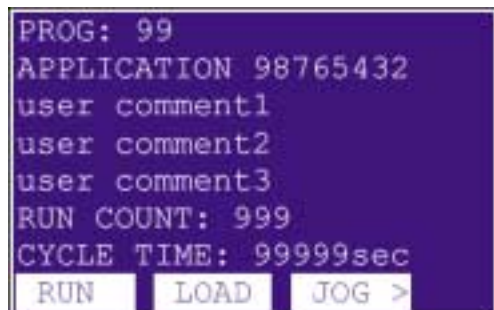 PROG: 99
APPLICATION 98765432
user comment1
user comment2
user comment3
RUN COUNT: 999
CYCLE TIME: 99999sec
RUN LOAD JOG >